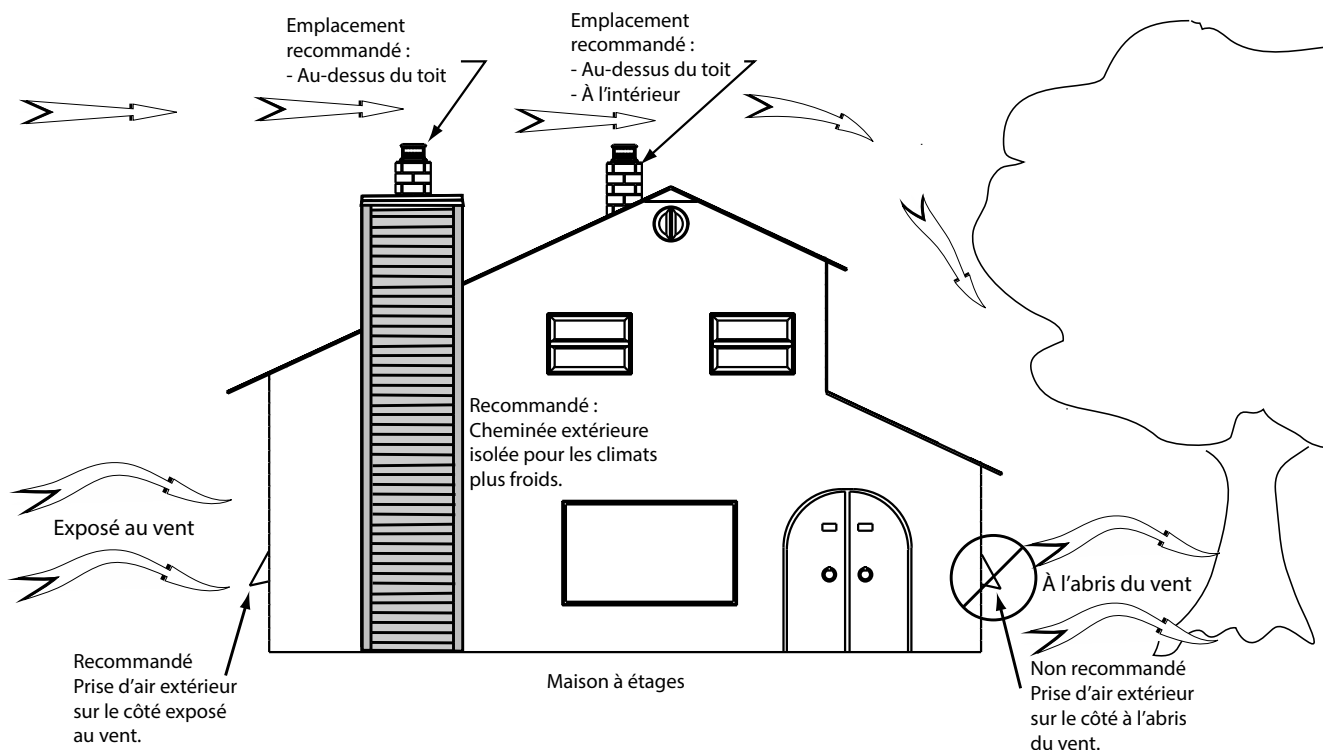 Emplacement
recommandé :
- Au-dessus du toit
Emplacement
recommandé :
- Au-dessus du toit
- À l'intérieur
Recommandé :
Cheminée extérieure
isolée pour les climats
plus froids.
Exposé au vent
À l'abris du vent
Recommandé
Prise d'air extérieur
sur le côté exposé
au vent.
Maison à étages
Non recommandé
Prise d'air extérieur
sur le côté à l'abris
du vent.